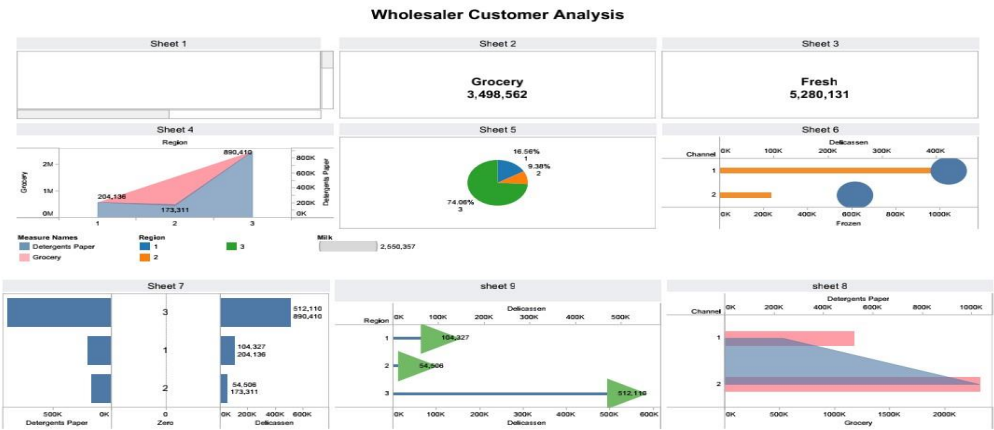 Wholesaler Customer Analysis
Sheet 1
Sheet 2
Sheet 3
Grocery
3,498,562
Fresh
5,280,131
Sheet 4
Sheet 5
Sheet 6
Region
Grocery
2M
1M
0M
204,136
173,311
890,410
800K
600K
400K
200K
0K
Detergents Paper
1 2 3
16.56%
1
9.38%
2
74.06%
3
Delicassen
Channel
0K 100K 200K 300K 400K
1
2
0K 200K 400K 600K 800K 1000K
Frozen
Measure Names
Detergents Paper
Grocery
Region
1
2
3
Milk
2,550,357
Sheet 7
sheet 9
sheet 8
3
512,110
890,410
1
104,327
204,136
2
54,506
173,311
500K 0K
0
0K 200K 400K 600K
Detergents Paper
Zero
Delicassen
Delicassen
Region
0K 100K 200K 300K 400K 500K
1
104,327
2
54,506
3
512,110
0K 100K 200K 300K 400K 500K 600K
Delicassen
Detergents Paper
Channel
0K 200K 400K 600K 800K 1000K
1
2
0K 500K 1000K 1500K 2000K
Grocery